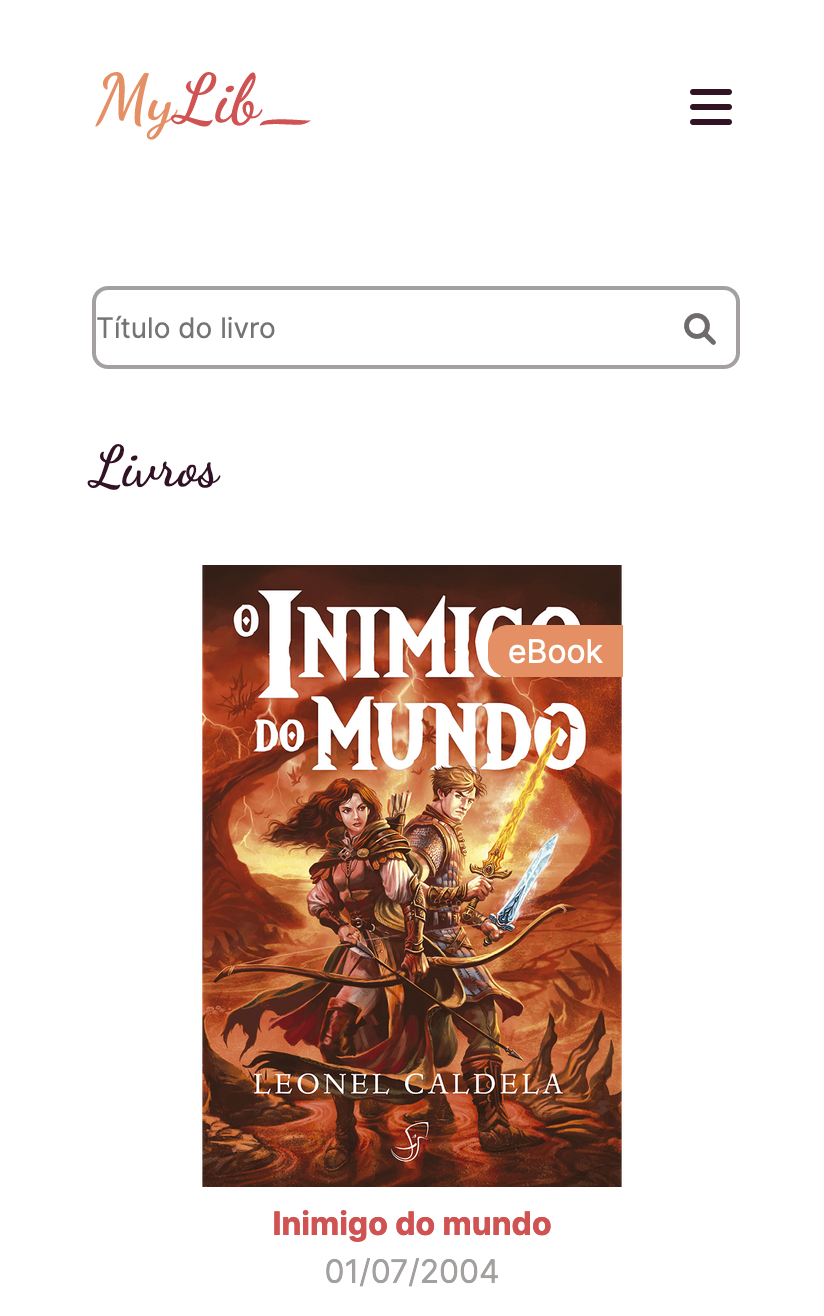 MyLib_
Título do livro
Livros
O INIMIGO
eBook
DO MUNDO
LEONEL CALDELA
Inimigo do mundo
01/07/2004